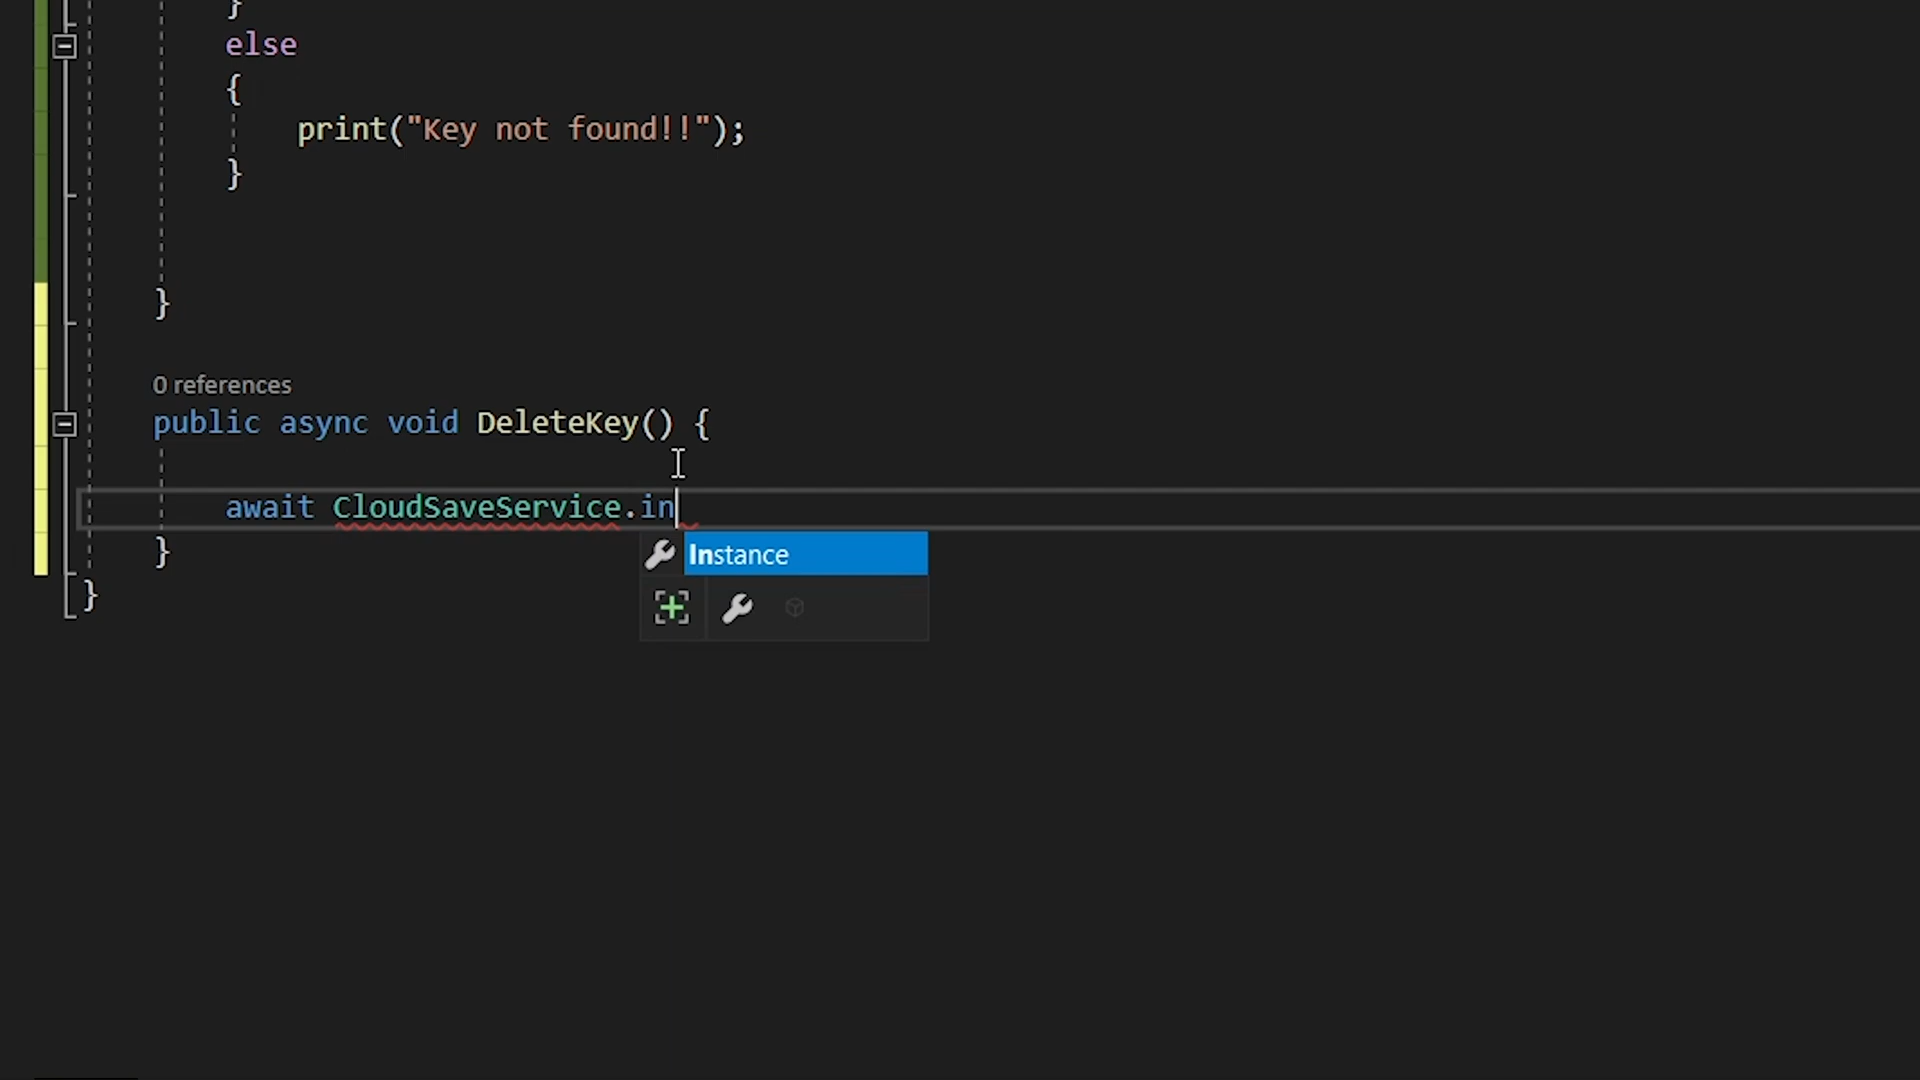 }
else
{
print("Key not found!!");
}
}
0 references
public async void DeleteKey() {
await CloudSaveService.in
Instance
}
}